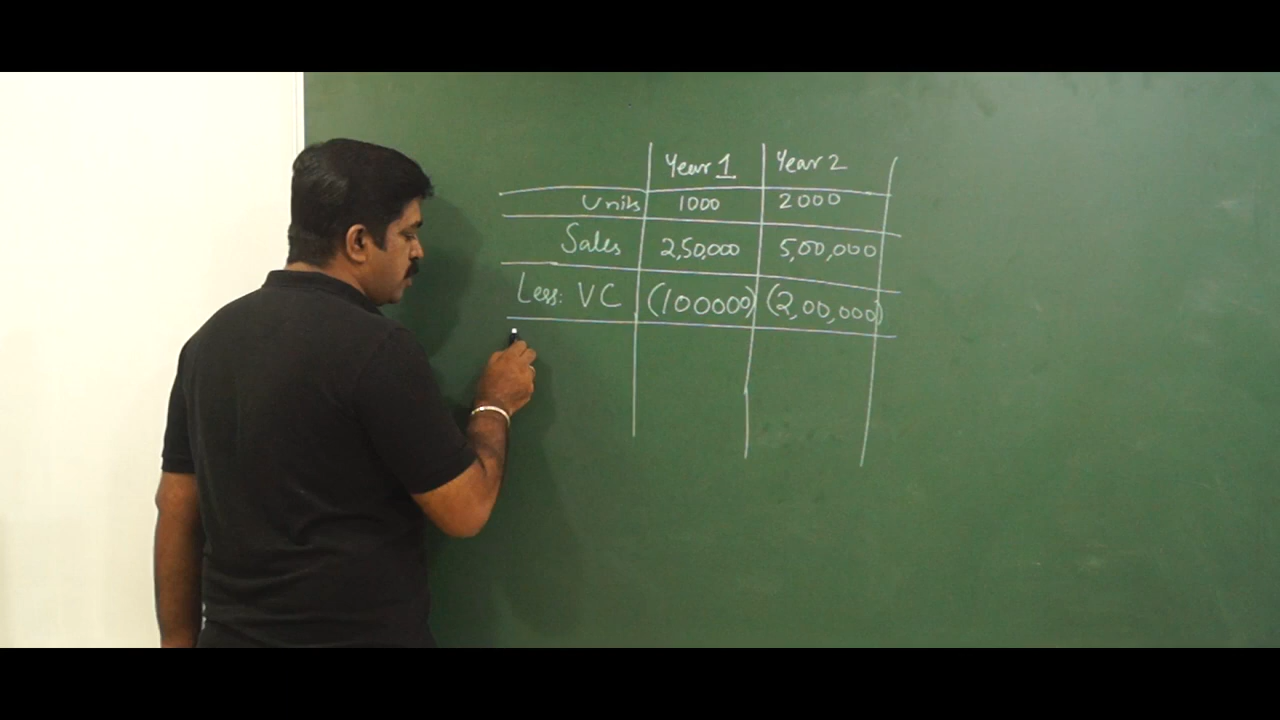 Year 1 Year 2
Units 1000 2000
Sales 2,50,000 5,00,000
Less: VC (100000) (2,00,000)